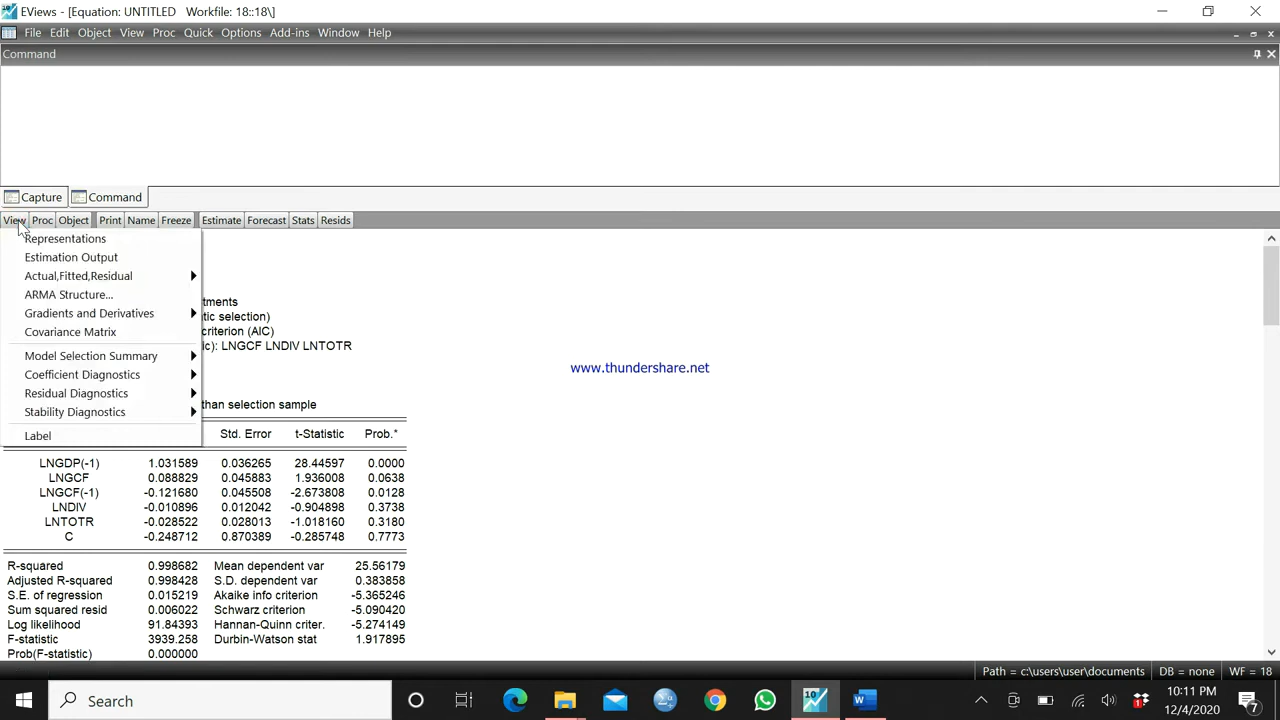 EViews - [Equation: UNTITLED   Workfile: 18::18\]
File Edit Object View Proc Quick Options Add-ins Window Help
Command
Capture Command
View Proc Object Print Name Freeze Estimate Forecast Stats Resids
Representations
Estimation Output
Actual,Fitted,Residual
ARMA Structure...
Gradients and Derivatives
Covariance Matrix
Model Selection Summary
Coefficient Diagnostics
Residual Diagnostics
Stability Diagnostics
Label
tments
tic selection)
criterion (AIC)
c): LNGCF LNDIV LNTOTR
www.thundershare.net
than selection sample
Std. Error t-Statistic Prob.*
LNGDP(-1) 1.031589 0.036265 28.44597 0.0000
LNGCF 0.088829 0.045883 1.936008 0.0638
LNGCF(-1) -0.121680 0.045508 -2.673808 0.0128
LNDIV -0.010896 0.012042 -0.904898 0.3738
LNTOTR -0.028522 0.028013 -1.018160 0.3180
C -0.248712 0.870389 -0.285748 0.7773
R-squared 0.998682 Mean dependent var 25.56179
Adjusted R-squared 0.998428 S.D. dependent var 0.383858
S.E. of regression 0.015219 Akaike info criterion -5.365246
Sum squared resid 0.006022 Schwarz criterion -5.090420
Log likelihood 91.84393 Hannan-Quinn criter. -5.274149
F-statistic 3939.258 Durbin-Watson stat 1.917895
Prob(F-statistic) 0.000000
Path = c:\users\user\documents DB = none WF = 18
Search
10:11 PM
12/4/2020
7